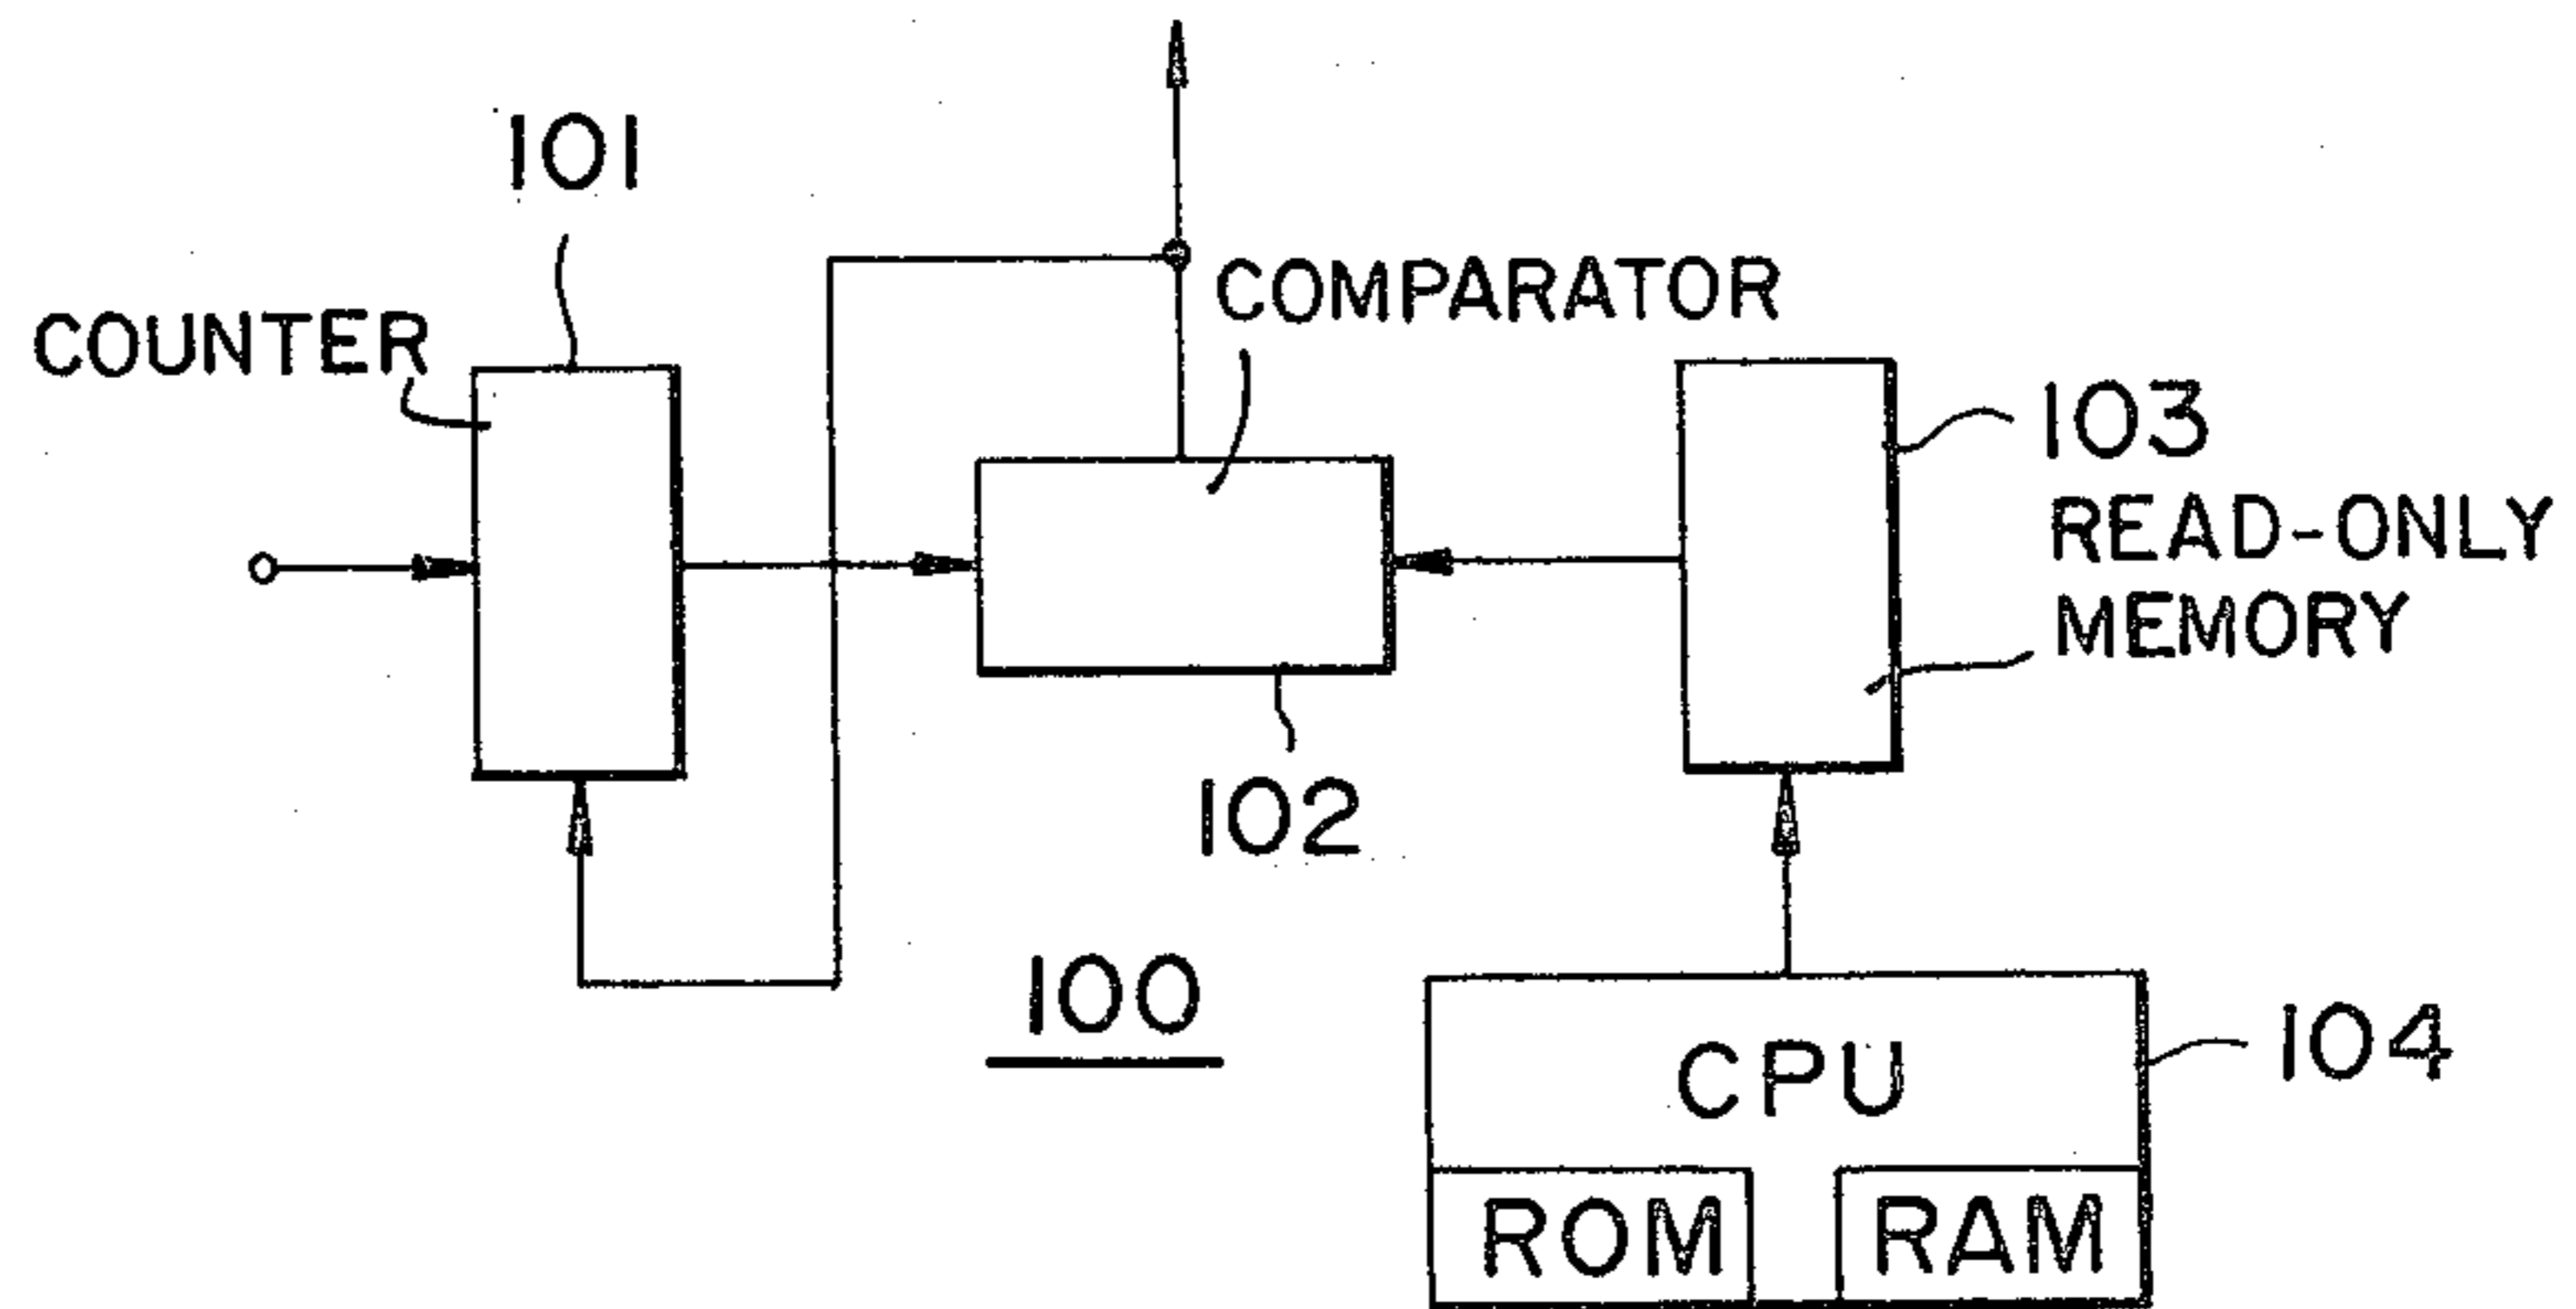 101
COUNTER
COMPARATOR
103
READ-ONLY
MEMORY
102
100
104
CPU
ROM
RAM